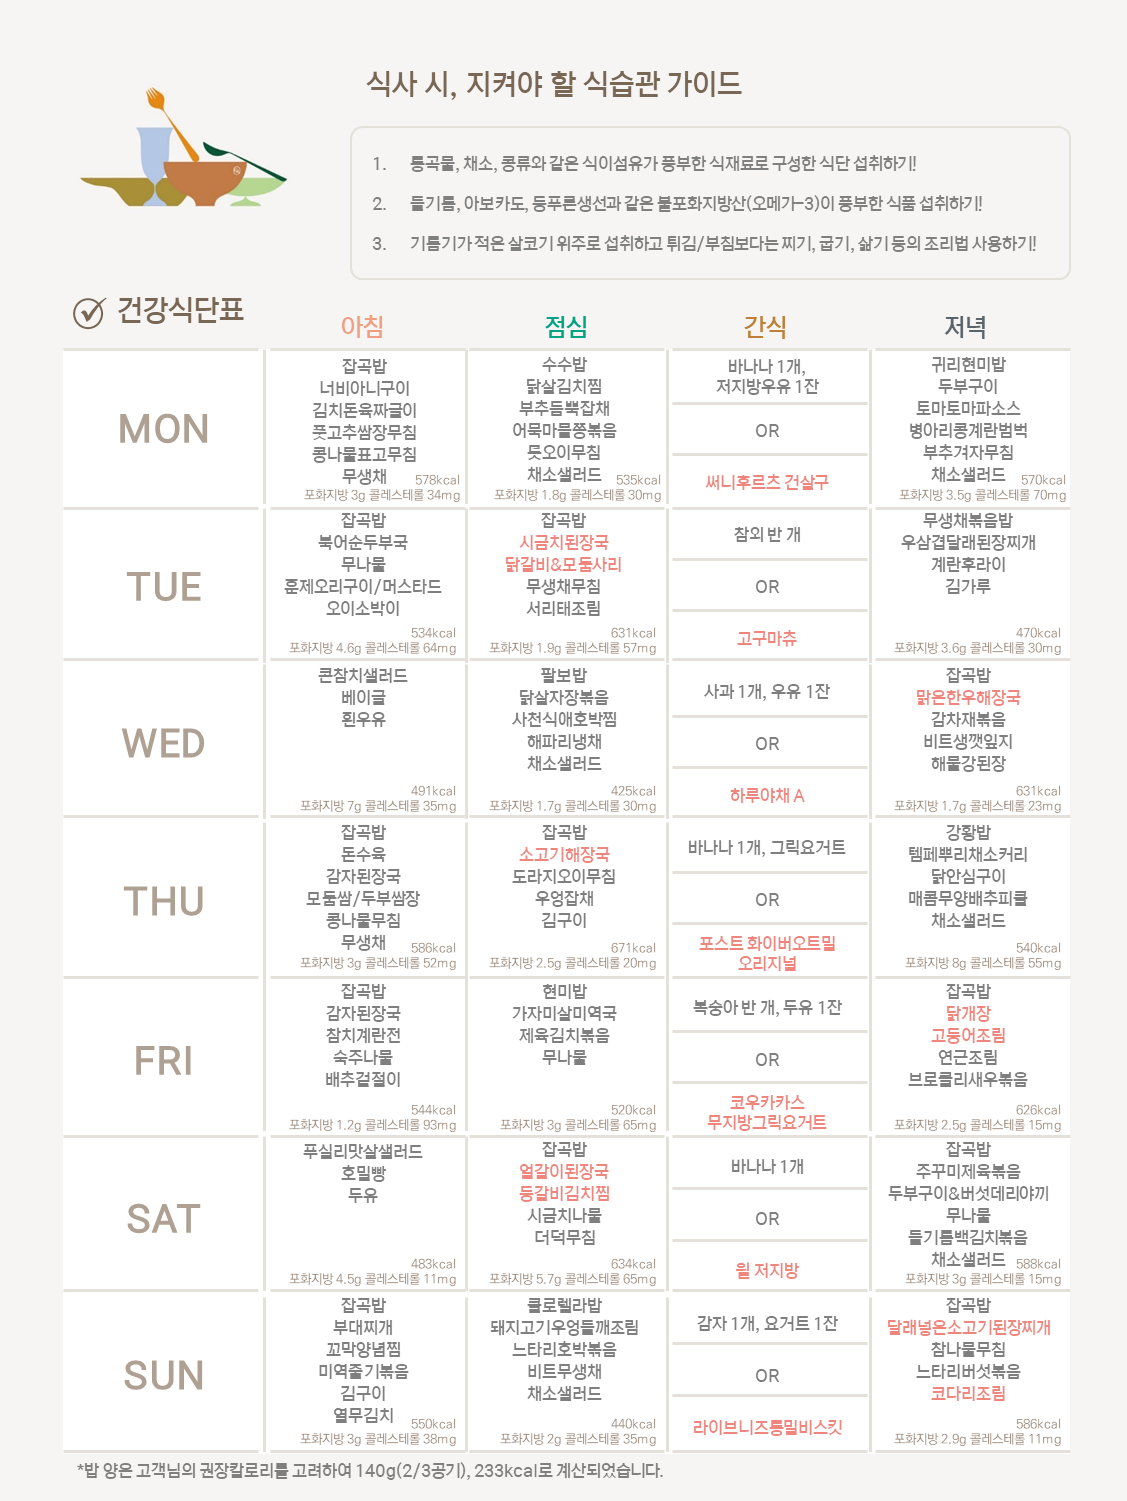 식사 시, 지켜야 할 식습관 가이드
1. 통곡물, 채소, 콩류와 같은 식이섬유가 풍부한 식재료로 구성한 식단 섭취하기!
2. 들기름, 아보카도, 등푸른생선과 같은 불포화지방산(오메가-3)이 풍부한 식품 섭취하기!
3. 기름기가 적은 살코기 위주로 섭취하고 튀김/부침보다는 찌기, 굽기, 삶기 등의 조리법 사용하기!
건강식단표
아침
점심
간식
저녁
MON
잡곡밥
너비아니구이
김치돈육짜글이
풋고추쌈장무침
콩나물표고무침
무생채
578kcal
포화지방 3g 콜레스테롤 34mg
수수밥
닭살김치찜
부추듬뿍잡채
어묵마늘쫑볶음
돗오이무침
채소샐러드
535kcal
포화지방 1.8g 콜레스테롤 30mg
바나나 1개,
저지방우유 1잔
OR
써니후르츠 건살구
귀리현미밥
두부구이
토마토마파소스
병아리콩계란범벅
부추겨자무침
채소샐러드
570kcal
포화지방 3.5g 콜레스테롤 70mg
TUE
잡곡밥
북어순두부국
무나물
훈제오리구이/머스타드
오이소박이
534kcal
포화지방 4.6g 콜레스테롤 64mg
잡곡밥
시금치된장국
닭갈비&모둠사리
무생채무침
서리태조림
631kcal
포화지방 1.9g 콜레스테롤 57mg
참외 반 개
OR
고구마츄
무생채볶음밥
우삼겹달래된장찌개
계란후라이
김가루
470kcal
포화지방 3.6g 콜레스테롤 30mg
WED
콘참치샐러드
베이글
흰우유
491kcal
포화지방 7g 콜레스테롤 35mg
팥보밥
닭살자장볶음
사천식애호박찜
해파리냉채
채소샐러드
425kcal
포화지방 1.7g 콜레스테롤 30mg
사과 1개, 우유 1잔
OR
하루야채 A
잡곡밥
맑은한우해장국
감차재볶음
비트생깻잎지
해물강된장
631kcal
포화지방 1.7g 콜레스테롤 23mg
THU
잡곡밥
돈수육
감자된장국
모둠쌈/두부쌈장
콩나물무침
무생채
586kcal
포화지방 3g 콜레스테롤 52mg
잡곡밥
소고기해장국
도라지오이무침
우엉잡채
김구이
671kcal
포화지방 2.5g 콜레스테롤 20mg
바나나 1개, 그릭요거트
OR
포스트 화이버오트밀
오리지널
강황밥
템페뿌리채소커리
닭안심구이
매콤무양배추피클
채소샐러드
540kcal
포화지방 8g 콜레스테롤 55mg
FRI
잡곡밥
감자된장국
참치계란전
숙주나물
배추겉절이
544kcal
포화지방 1.2g 콜레스테롤 93mg
현미밥
가자미살미역국
제육김치볶음
무나물
520kcal
포화지방 3g 콜레스테롤 65mg
복숭아 반 개, 두유 1잔
OR
코우카카스
무지방그릭요거트
잡곡밥
닭개장
고등어조림
연근조림
브로콜리새우볶음
626kcal
포화지방 2.5g 콜레스테롤 15mg
SAT
푸실리맛살샐러드
호밀빵
두유
483kcal
포화지방 4.5g 콜레스테롤 11mg
잡곡밥
얼갈이된장국
등갈비김치찜
시금치나물
더덕무침
634kcal
포화지방 5.7g 콜레스테롤 65mg
바나나 1개
OR
윌 저지방
잡곡밥
주꾸미제육볶음
두부구이&버섯데리야끼
무나물
들기름백김치볶음
채소샐러드
588kcal
포화지방 3g 콜레스테롤 15mg
SUN
잡곡밥
부대찌개
꼬막양념찜
미역줄기볶음
김구이
열무김치
550kcal
포화지방 3g 콜레스테롤 38mg
클로렐라밥
돼지고기우엉들깨조림
느타리호박볶음
비트무생채
채소샐러드
440kcal
포화지방 2g 콜레스테롤 35mg
감자 1개, 요거트 1잔
OR
라이브니즈통밀비스킷
잡곡밥
달래넣은소고기된장찌개
참나물무침
느타리버섯볶음
코다리조림
586kcal
포화지방 2.9g 콜레스테롤 11mg
*밥 양은 고객님의 권장칼로리를 고려하여 140g(2/3공기), 233kcal로 계산되었습니다.